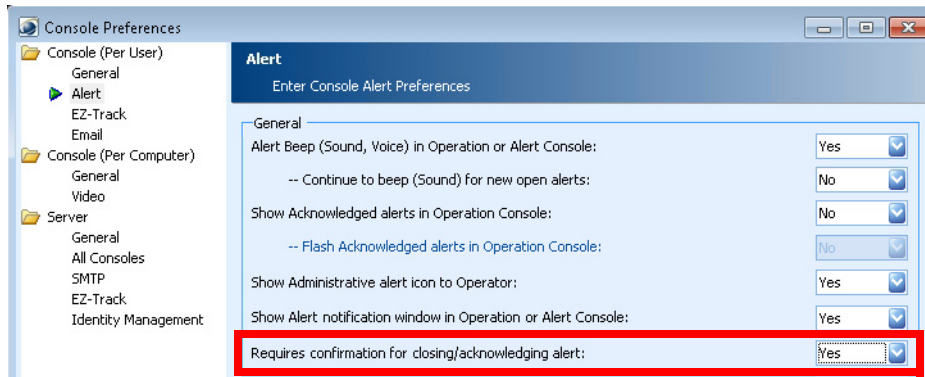 Console Preferences
Console (Per User)
General
Alert
EZ-Track
Email
Console (Per Computer)
General
Video
Server
General
All Consoles
SMTP
EZ-Track
Identity Management
Alert
Enter Console Alert Preferences
General
Alert Beep (Sound, Voice) in Operation or Alert Console: Yes
-- Continue to beep (Sound) for new open alerts: No
Show Acknowledged alerts in Operation Console: No
-- Flash Acknowledged alerts in Operation Console: No
Show Administrative alert icon to Operator: Yes
Show Alert notification window in Operation or Alert Console: Yes
Requires confirmation for closing/acknowledging alert: Yes